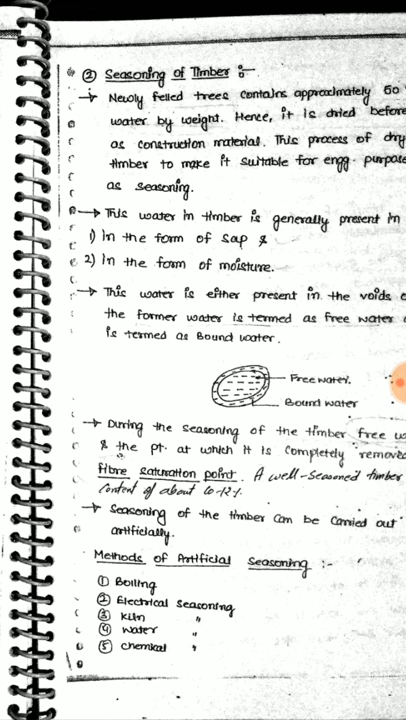 ② Seasoning of Timber :-
→ Newly felled trees contains approximately 50
water by weight. Hence, it is dried before
as construction material. This process of dry
timber to make it suitable for engg. purpose
as seasoning.
→ This water in timber is generally present in
1) In the form of sap &
2) In the form of moisture.
→ This water is either present in the voids
the former water is termed as free water
is termed as Bound water.
Free water.
Bound water
→ During the seasoning of the timber free
& the pt. at which it is completely removed
fibre saturation point. A well-seasoned timber
content of about 10-12%.
→ Seasoning of the timber can be carried out
artificially.
Methods of Artificial Seasoning :-
① Boiling
② Electrical Seasoning
③ Kiln "
④ Water "
⑤ Chemical "